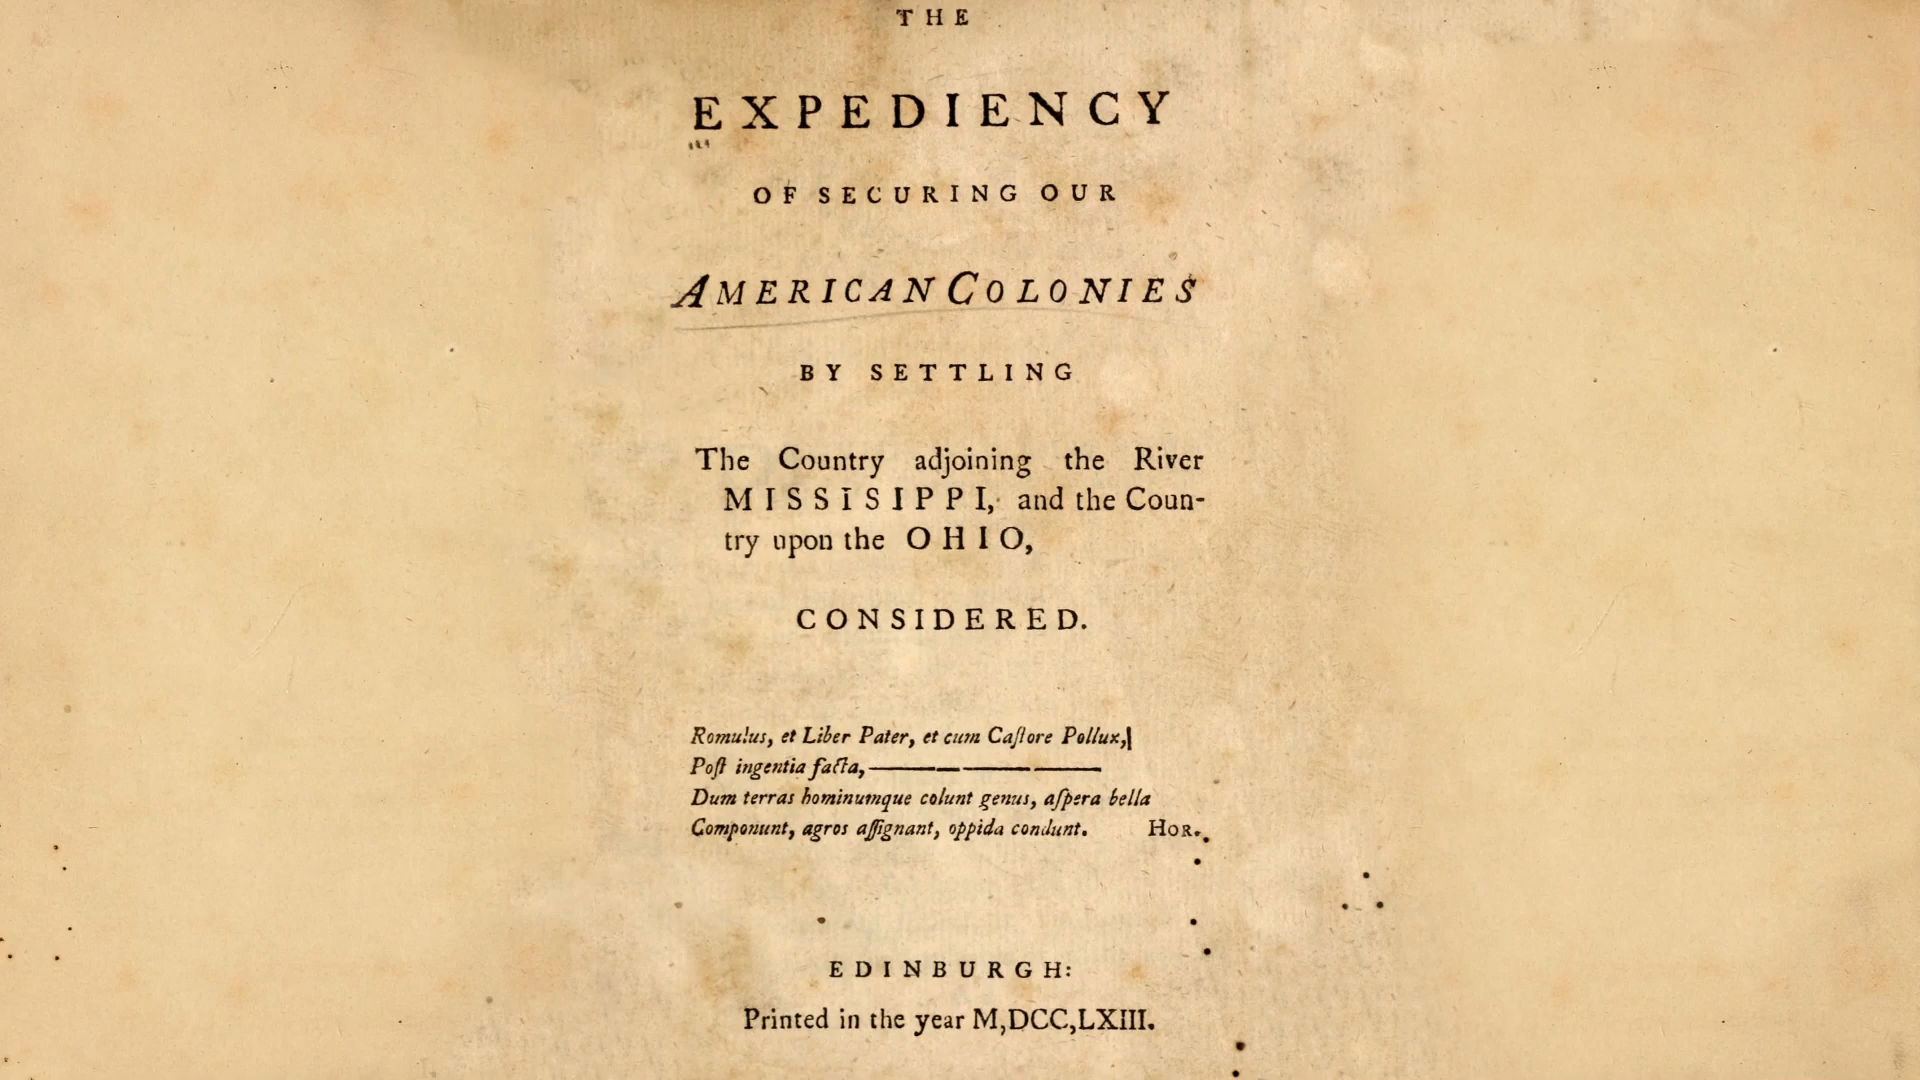 THE
EXPEDIENCY
OF SECURING OUR
AMERICAN COLONIES
BY SETTLING
The Country adjoining the River
MISSISIPPI, and the Coun-
try upon the OHIO,
CONSIDERED.
Romulus, et Liber Pater, et cum Caſtore Pollux,
Poſt ingentia facta,— — —
Dum terras hominumque colunt genus, aſpera bella
Componunt, agros aſſignant, oppida condunt. HOR.
EDINBURGH:
Printed in the year M,DCC,LXIII.